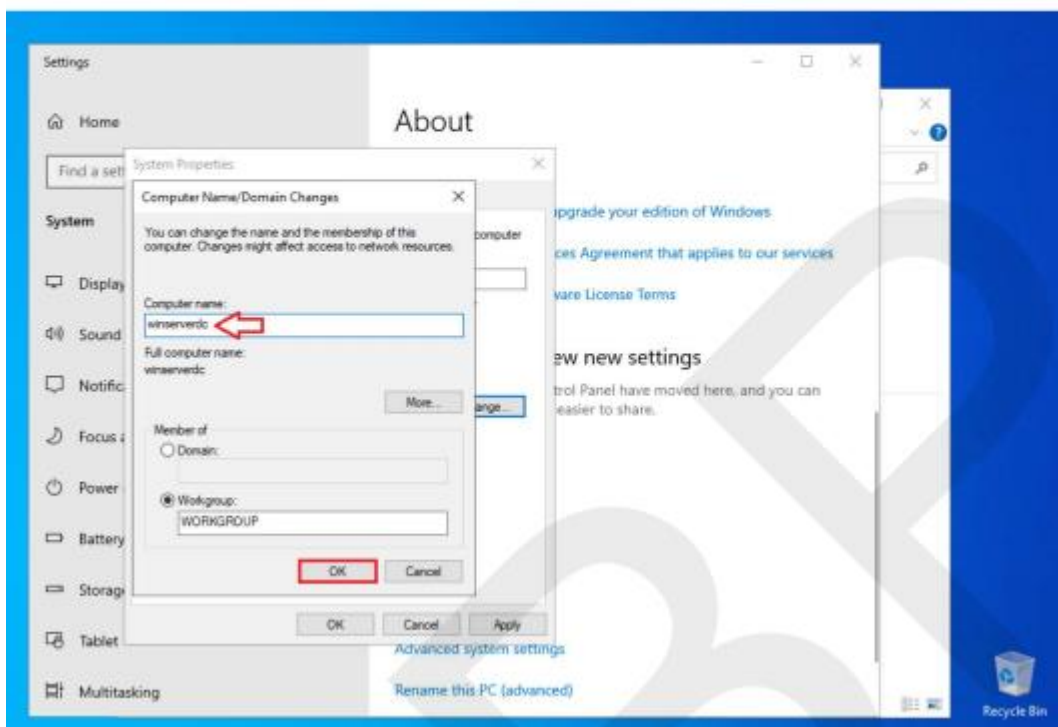 Settings
Home
Find a sett
System
Display
Sound
Notific
Focus a
Power
Battery
Storag
Tablet
Multitasking
About
upgrade your edition of Windows
ces Agreement that applies to our services
ware License Terms
ew new settings
trol Panel have moved here, and you can
easier to share.
Advanced system settings
Rename this PC (advanced)
System Properties
computer
ange...
OK Cancel Apply
Computer Name/Domain Changes
You can change the name and the membership of this
computer. Changes might affect access to network resources.
Computer name:
winserverdc
Full computer name:
winserverdc
More...
Member of
Domain:
Workgroup:
WORKGROUP
OK Cancel
Recycle Bin